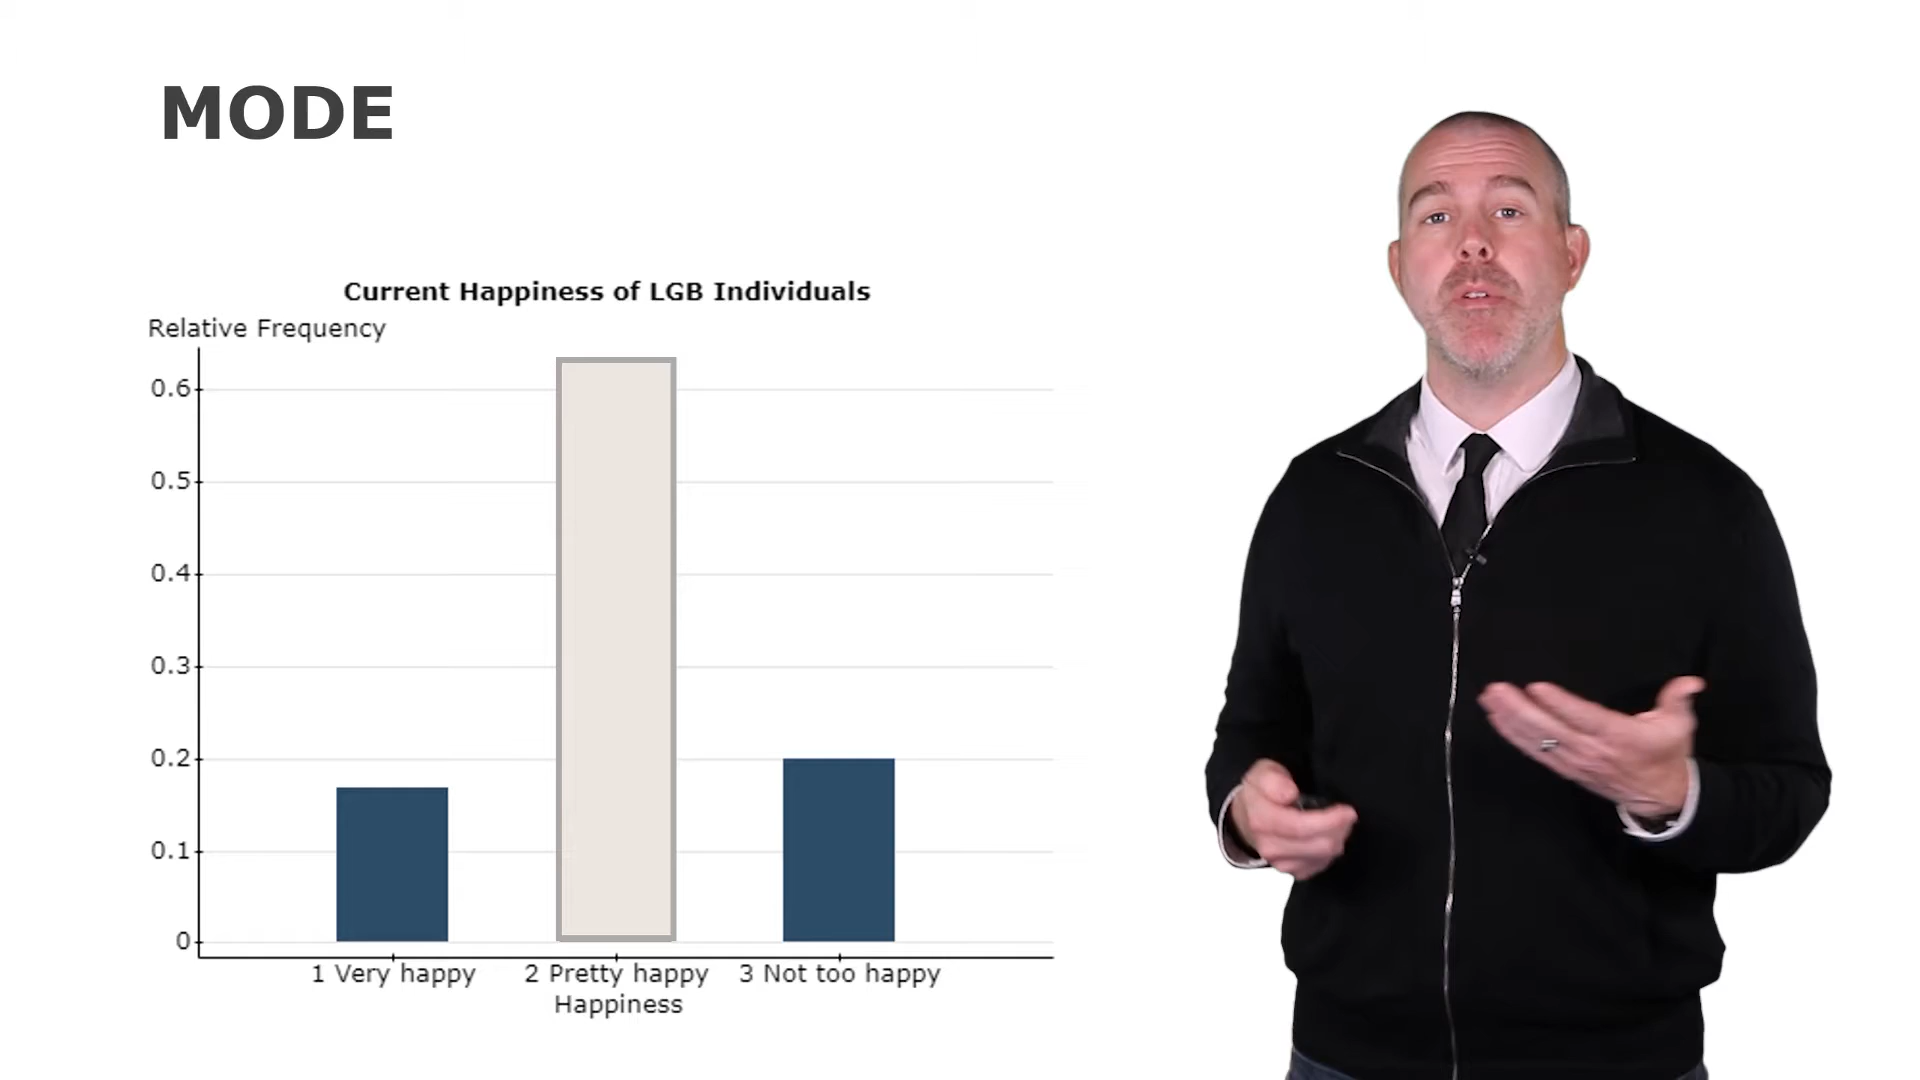 MODE
Current Happiness of LGB Individuals
Relative Frequency
0.6
0.5
0.4
0.3
0.2
0.1
0
1 Very happy 2 Pretty happy 3 Not too happy
Happiness